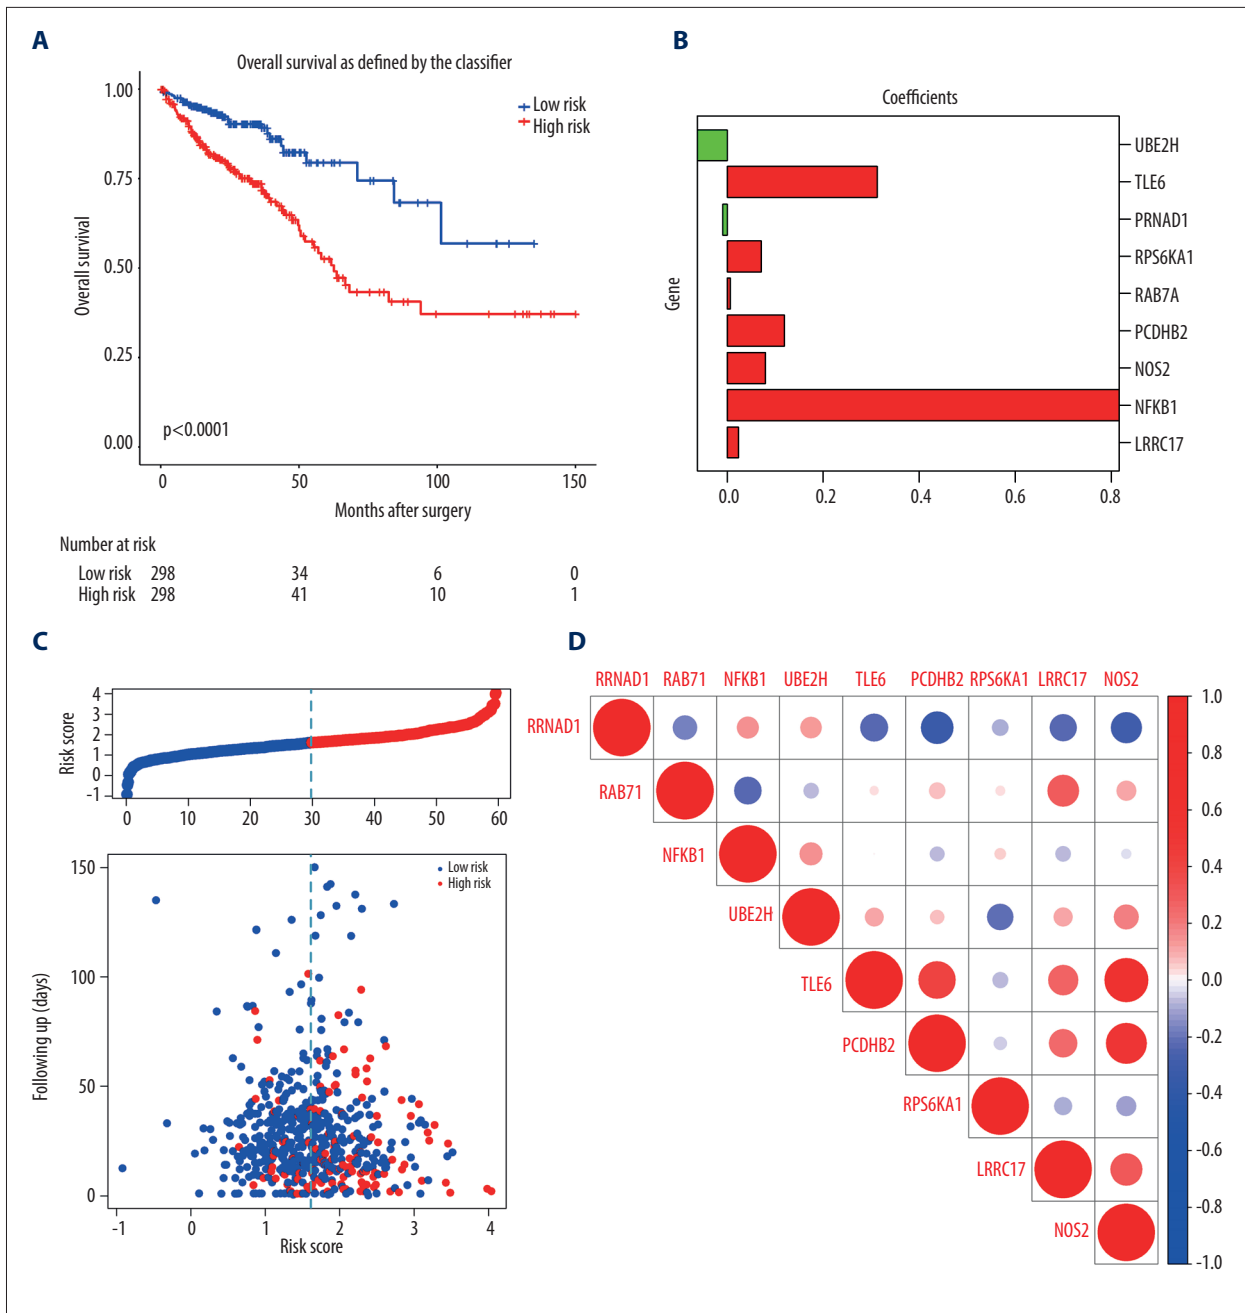 A
Overall survival as defined by the classifier
1.00
0.75
0.50
0.25
0.00
Overall survival
Low risk
High risk
p<0.0001
0 50 100 150
Months after surgery
Number at risk
Low risk 298 34 6 0
High risk 298 41 10 1
B
Coefficients
Gene
UBE2H
TLE6
PRNAD1
RPS6KA1
RAB7A
PCDHB2
NOS2
NFKB1
LRRC17
0.0 0.2 0.4 0.6 0.8
C
Risk score
4
3
2
1
0
-1
0 10 20 30 40 50 60
Following up (days)
150
100
50
0
Low risk
High risk
-1 0 1 2 3 4
Risk score
D
RRNAD1 RAB71 NFKB1 UBE2H TLE6 PCDHB2 RPS6KA1 LRRC17 NOS2
RRNAD1
RAB71
NFKB1
UBE2H
TLE6
PCDHB2
RPS6KA1
LRRC17
NOS2
1.0
0.8
0.6
0.4
0.2
0.0
-0.2
-0.4
-0.6
-0.8
-1.0